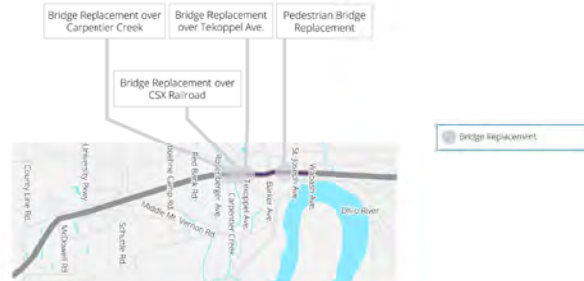 Bridge Replacement over
Carpentier Creek
Bridge Replacement
over Tekoppel Ave.
Pedestrian Bridge
Replacement
Bridge Replacement over
CSX Railroad
Bridge Replacement
County Line Rd.
University Pkwy.
McDowell Rd.
Schutte Rd.
Boehne Camp Rd.
Middle Mt. Vernon Rd.
Red Bank Rd.
Rosenberger Ave.
Carpentier Creek
Tekoppel Ave.
Barker Ave.
St. Joseph Ave.
Wabash Ave.
Ohio River